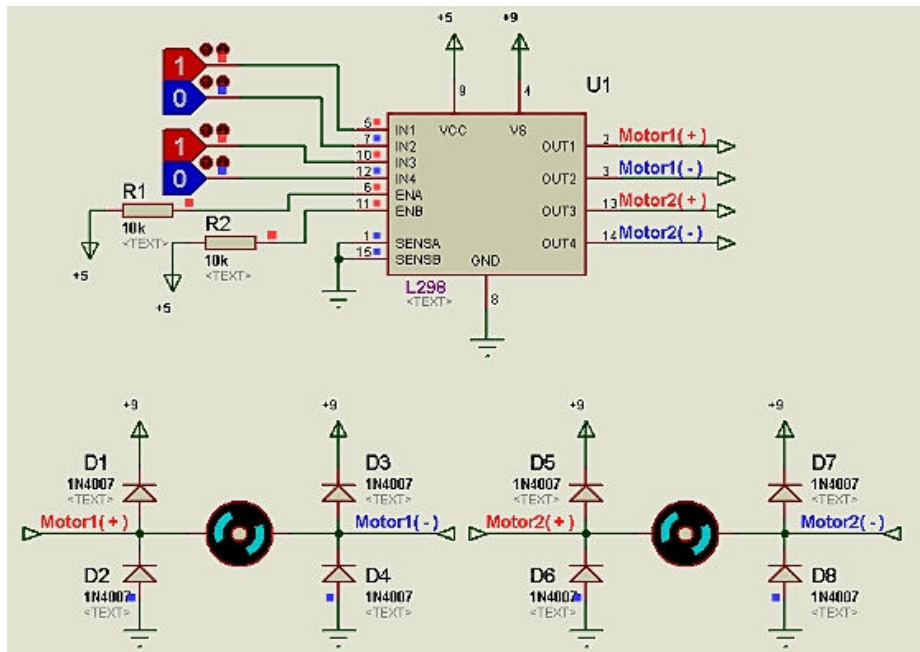 +5
+9
1
0
1
0
U1
9
4
5
IN1
VCC
VS
7
IN2
OUT1
2
Motor1(+)
10
IN3
12
IN4
OUT2
3
Motor1(-)
6
ENA
11
ENB
OUT3
13
Motor2(+)
1
SENSA
OUT4
14
Motor2(-)
15
SENSB
GND
8
R1
10k
<TEXT>
R2
10k
<TEXT>
+5
+5
L298
<TEXT>
+9
+9
+9
+9
D1
1N4007
<TEXT>
D3
1N4007
<TEXT>
D5
1N4007
<TEXT>
D7
1N4007
<TEXT>
Motor1(+)
Motor1(-)
Motor2(+)
Motor2(-)
D2
1N4007
<TEXT>
D4
1N4007
<TEXT>
D6
1N4007
<TEXT>
D8
1N4007
<TEXT>